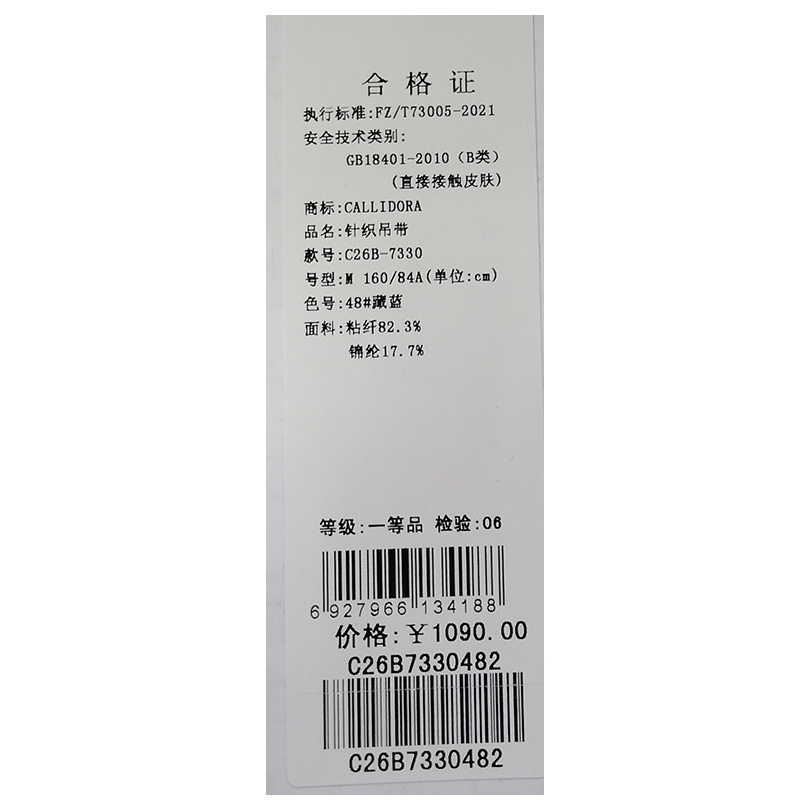 合格证
执行标准:FZ/T73005-2021
安全技术类别:
GB18401-2010（B类）
(直接接触皮肤)
商标:CALLIDORA
品名:针织吊带
款号:C26B-7330
号型:M 160/84A(单位:cm)
色号:48#藏蓝
面料:粘纤82.3%
锦纶17.7%
等级:一等品 检验:06
6 927966 134188
价格:￥1090.00
C26B7330482
C26B7330482